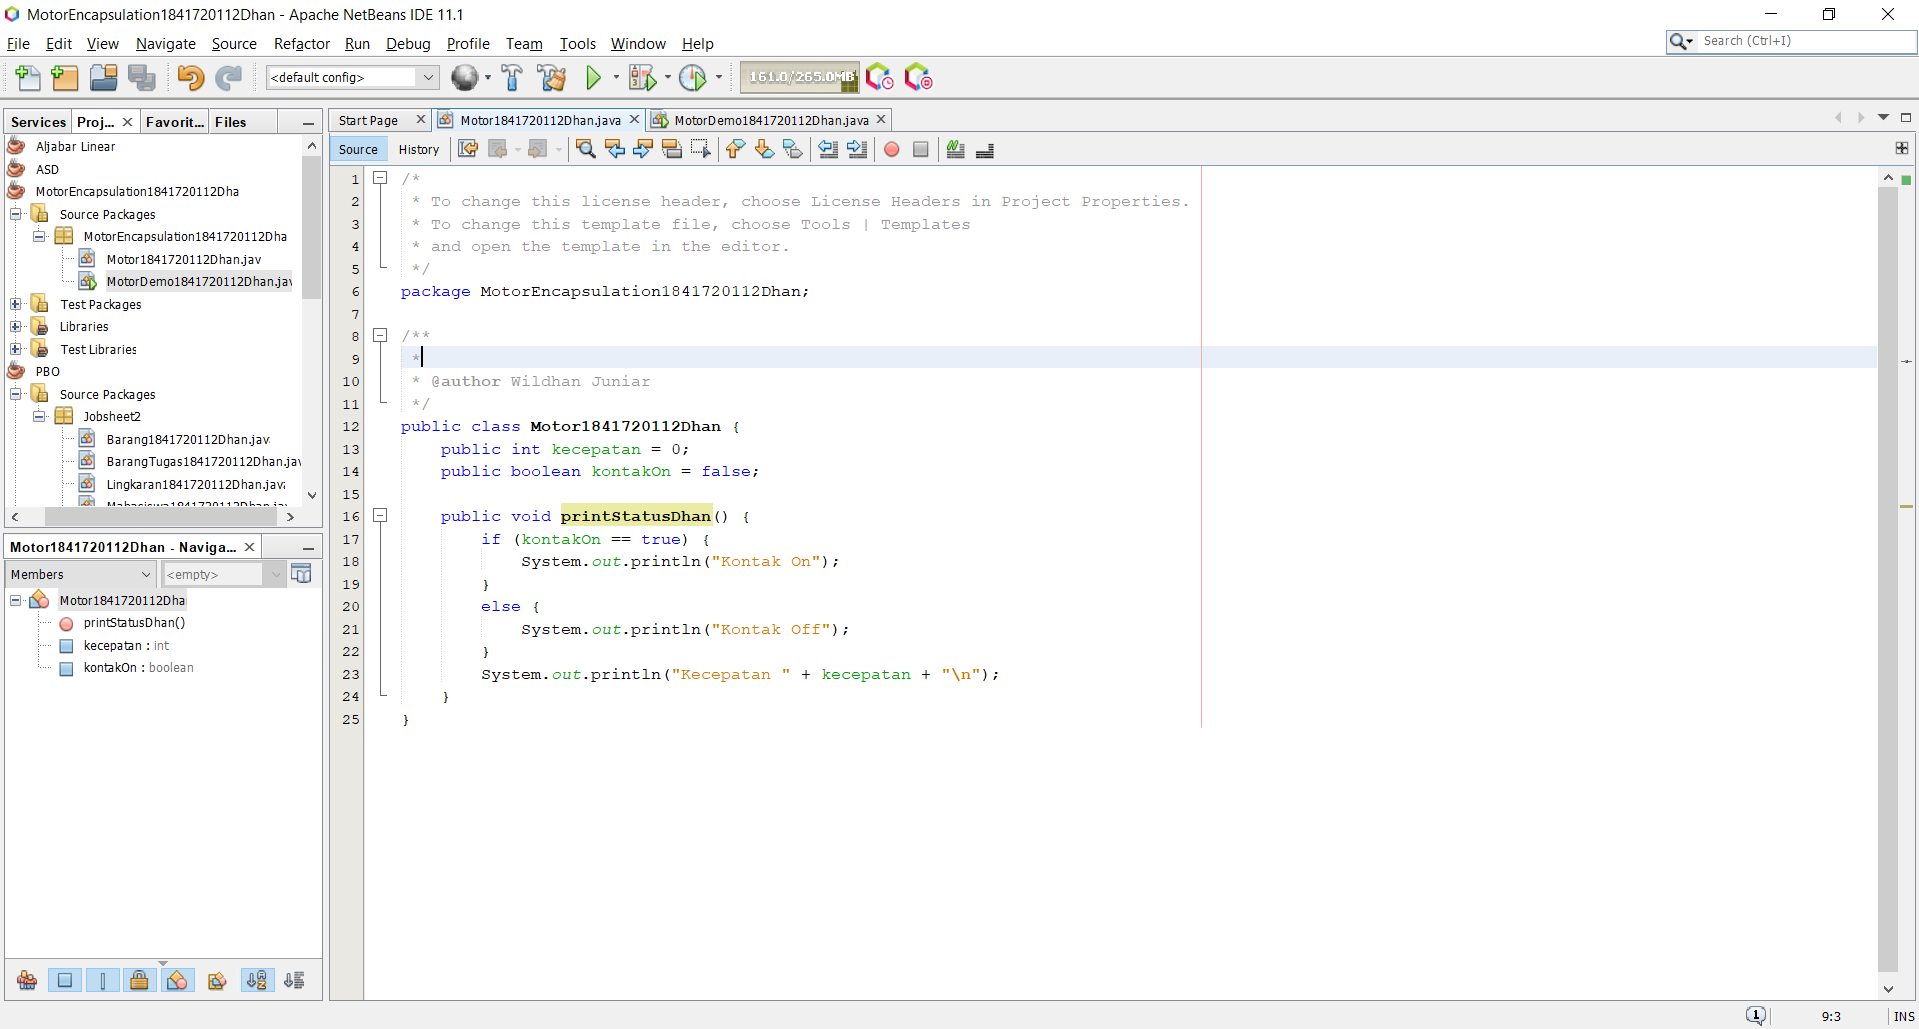 MotorEncapsulation1841720112Dhan - Apache NetBeans IDE 11.1
File Edit View Navigate Source Refactor Run Debug Profile Team Tools Window Help
Search (Ctrl+I)
<default config>
161.0/265.0MB
Services Proj... Favorit... Files
Aljabar Linear
ASD
MotorEncapsulation1841720112Dha
Source Packages
MotorEncapsulation1841720112Dha
Motor1841720112Dhan.jav
MotorDemo1841720112Dhan.jav
Test Packages
Libraries
Test Libraries
PBO
Source Packages
Jobsheet2
Barang1841720112Dhan.jav
BarangTugas1841720112Dhan.jav
Lingkaran1841720112Dhan.java
Motor1841720112Dhan - Naviga...
Members <empty>
Motor1841720112Dha
printStatusDhan()
kecepatan : int
kontakOn : boolean
Start Page Motor1841720112Dhan.java MotorDemo1841720112Dhan.java
Source History
1 /*
2 * To change this license header, choose License Headers in Project Properties.
3 * To change this template file, choose Tools | Templates
4 * and open the template in the editor.
5 */
6 package MotorEncapsulation1841720112Dhan;
7
8 /**
9 *
10 * @author Wildhan Juniar
11 */
12 public class Motor1841720112Dhan {
13 public int kecepatan = 0;
14 public boolean kontakOn = false;
15
16 public void printStatusDhan() {
17 if (kontakOn == true) {
18 System.out.println("Kontak On");
19 }
20 else {
21 System.out.println("Kontak Off");
22 }
23 System.out.println("Kecepatan " + kecepatan + "\n");
24 }
25 }
1 9:3 INS